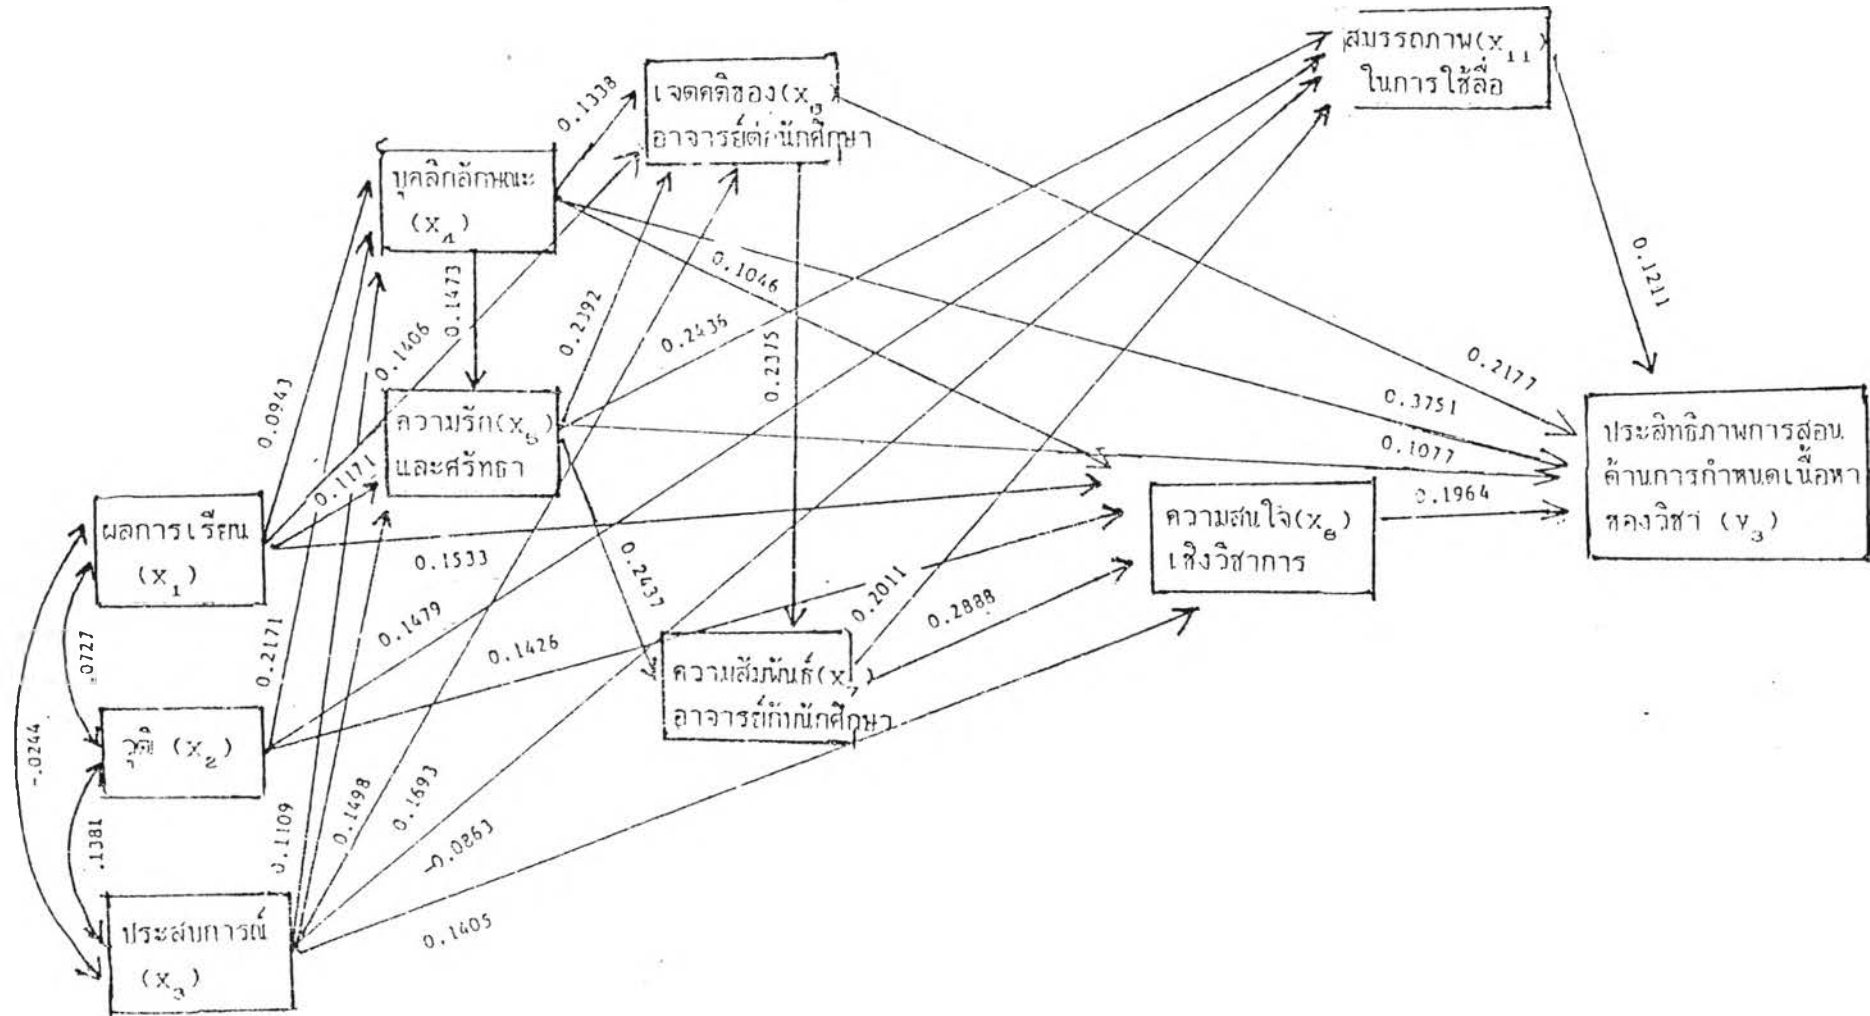 สมรรถภาพ(X₁₁)
ในการใช้สื่อ
เจตคติของ(X
อาจารย์ต่อนักศึกษา
0.1338
บุคลิกลักษณะ
(X₄)
0.1473
0.1046
0.1211
0.1406
0.2392
0.2436
0.2375
0.2177
0.0943
ความรัก(X₅)
และศรัทธา
0.3751
0.1077
ประสิทธิภาพการสอน
ด้านการกำหนดเนื้อหา
ของวิชา (Y₃)
0.1171
0.1964
ผลการเรียน
(X₁)
ความสนใจ(X₈)
เชิงวิชาการ
0.1533
0.2437
0.2011
0.2888
.0727
0.2171
0.1479
0.1426
ความสัมพันธ์(X₇)
อาจารย์กับนักศึกษา
-.0244
วุฒิ (X₂)
.1381
0.1109
0.1498
0.1693
-0.0863
0.1405
ประสบการณ์
(X₃)